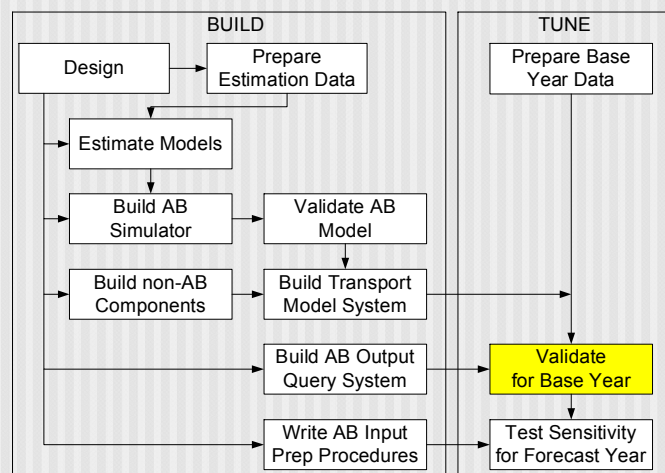 BUILD
TUNE
Design
Prepare
Estimation Data
Prepare Base
Year Data
Estimate Models
Build AB
Simulator
Validate AB
Model
Build non-AB
Components
Build Transport
Model System
Build AB Output
Query System
Validate
for Base Year
Write AB Input
Prep Procedures
Test Sensitivity
for Forecast Year